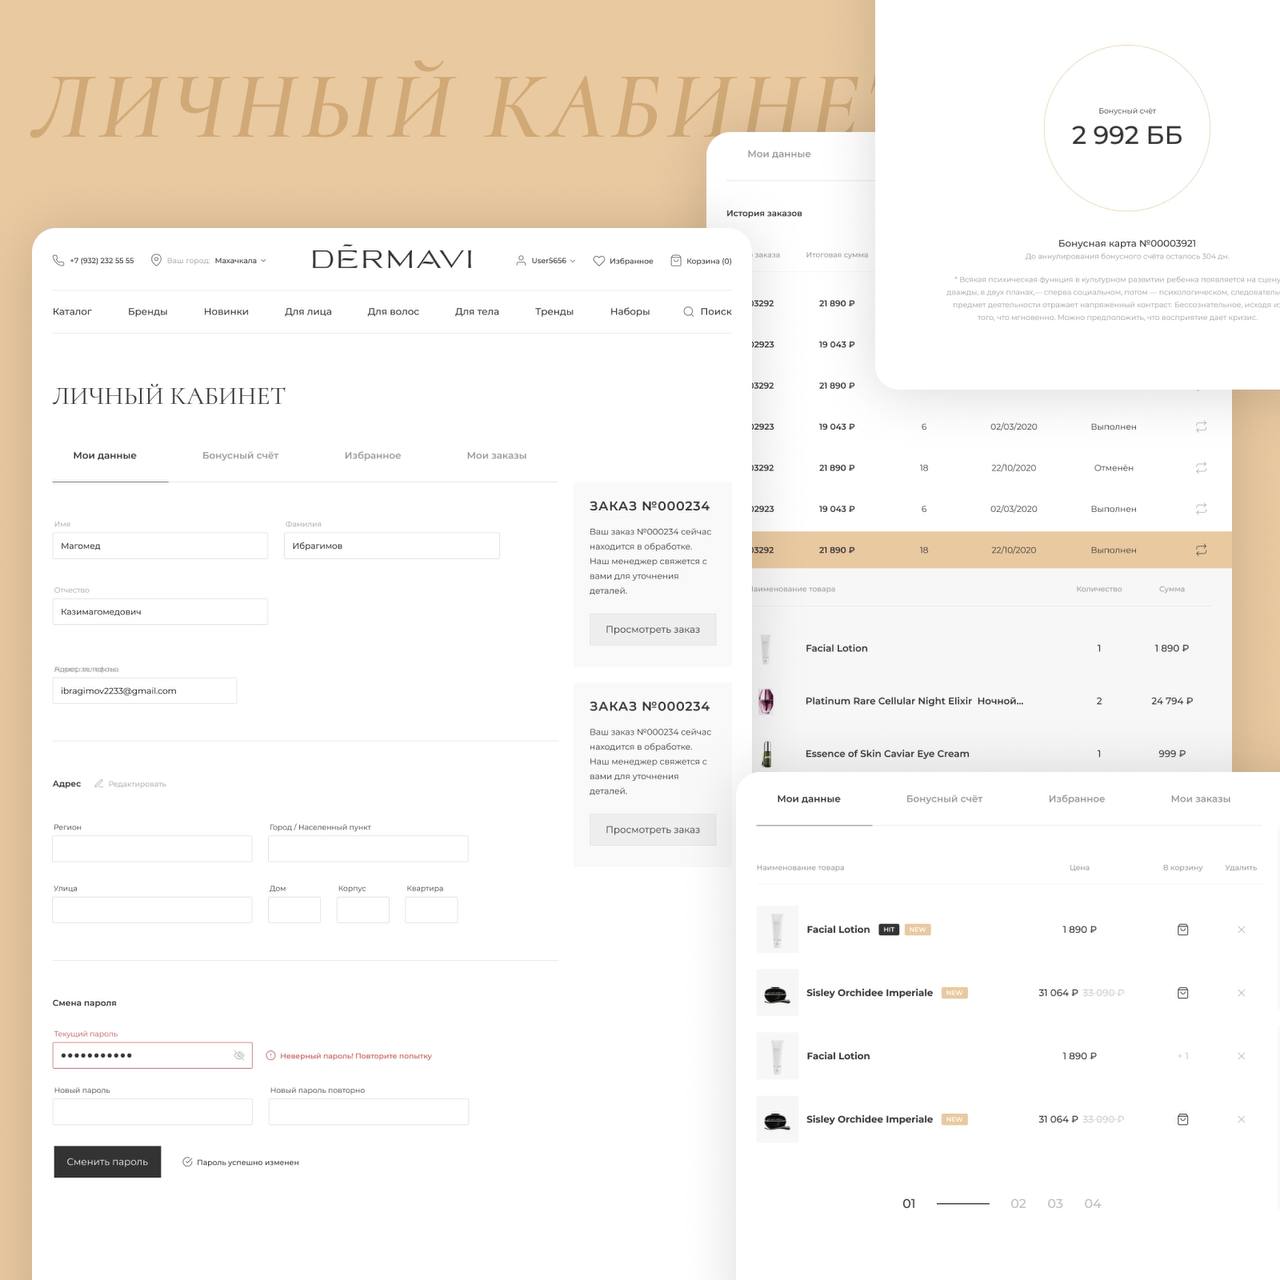 ЛИЧНЫЙ КАБИНЕ
Бонусный счёт
2 992 ББ
Бонусная карта №00003921
До аннулирования бонусного счёта осталось 304 дн.
* Всякая психическая функция в культурном развитии ребенка появляется на сцену
дважды, в двух планах,— сперва социальном, потом — психологическом,
предмет деятельности отражает напряженный контраст. Бессознательное, исходя
того, что мгновенно. Можно предположить, что восприятие дает кризис.
Мои данные
История заказов
заказа Итоговая сумма
03292 21 890 ₽
02923 19 043 ₽
03292 21 890 ₽
02923 19 043 ₽ 6 02/03/2020 Выполнен
03292 21 890 ₽ 18 22/10/2020 Отменён
02923 19 043 ₽ 6 02/03/2020 Выполнен
03292 21 890 ₽ 18 22/10/2020 Выполнен
Наименование товара Количество Сумма
Facial Lotion 1 1 890 ₽
Platinum Rare Cellular Night Elixir Ночной... 2 24 794 ₽
Essence of Skin Caviar Eye Cream 1 999 ₽
+7 (932) 232 55 55 Ваш город: Махачкала DĒRMAVI User5656 Избранное Корзина (0)
Каталог Бренды Новинки Для лица Для волос Для тела Тренды Наборы Поиск
ЛИЧНЫЙ КАБИНЕТ
Мои данные Бонусный счёт Избранное Мои заказы
Имя Фамилия
Магомед Ибрагимов
Отчество
Казимагомедович
ibragimov2233@gmail.com
Адрес Редактировать
Регион Город / Населенный пункт
Улица Дом Корпус Квартира
Смена пароля
Текущий пароль
Неверный пароль! Повторите попытку
Новый пароль Новый пароль повторно
Сменить пароль Пароль успешно изменен
ЗАКАЗ №000234
Ваш заказ №000234 сейчас
находится в обработке.
Наш менеджер свяжется с
вами для уточнения
деталей.
Просмотреть заказ
ЗАКАЗ №000234
Ваш заказ №000234 сейчас
находится в обработке.
Наш менеджер свяжется с
вами для уточнения
деталей.
Просмотреть заказ
Мои данные Бонусный счёт Избранное Мои заказы
Наименование товара Цена В корзину Удалить
Facial Lotion HIT NEW 1 890 ₽
Sisley Orchidee Imperiale NEW 31 064 ₽ 33 090 ₽
Facial Lotion 1 890 ₽ + 1
Sisley Orchidee Imperiale NEW 31 064 ₽ 33 090 ₽
01 02 03 04